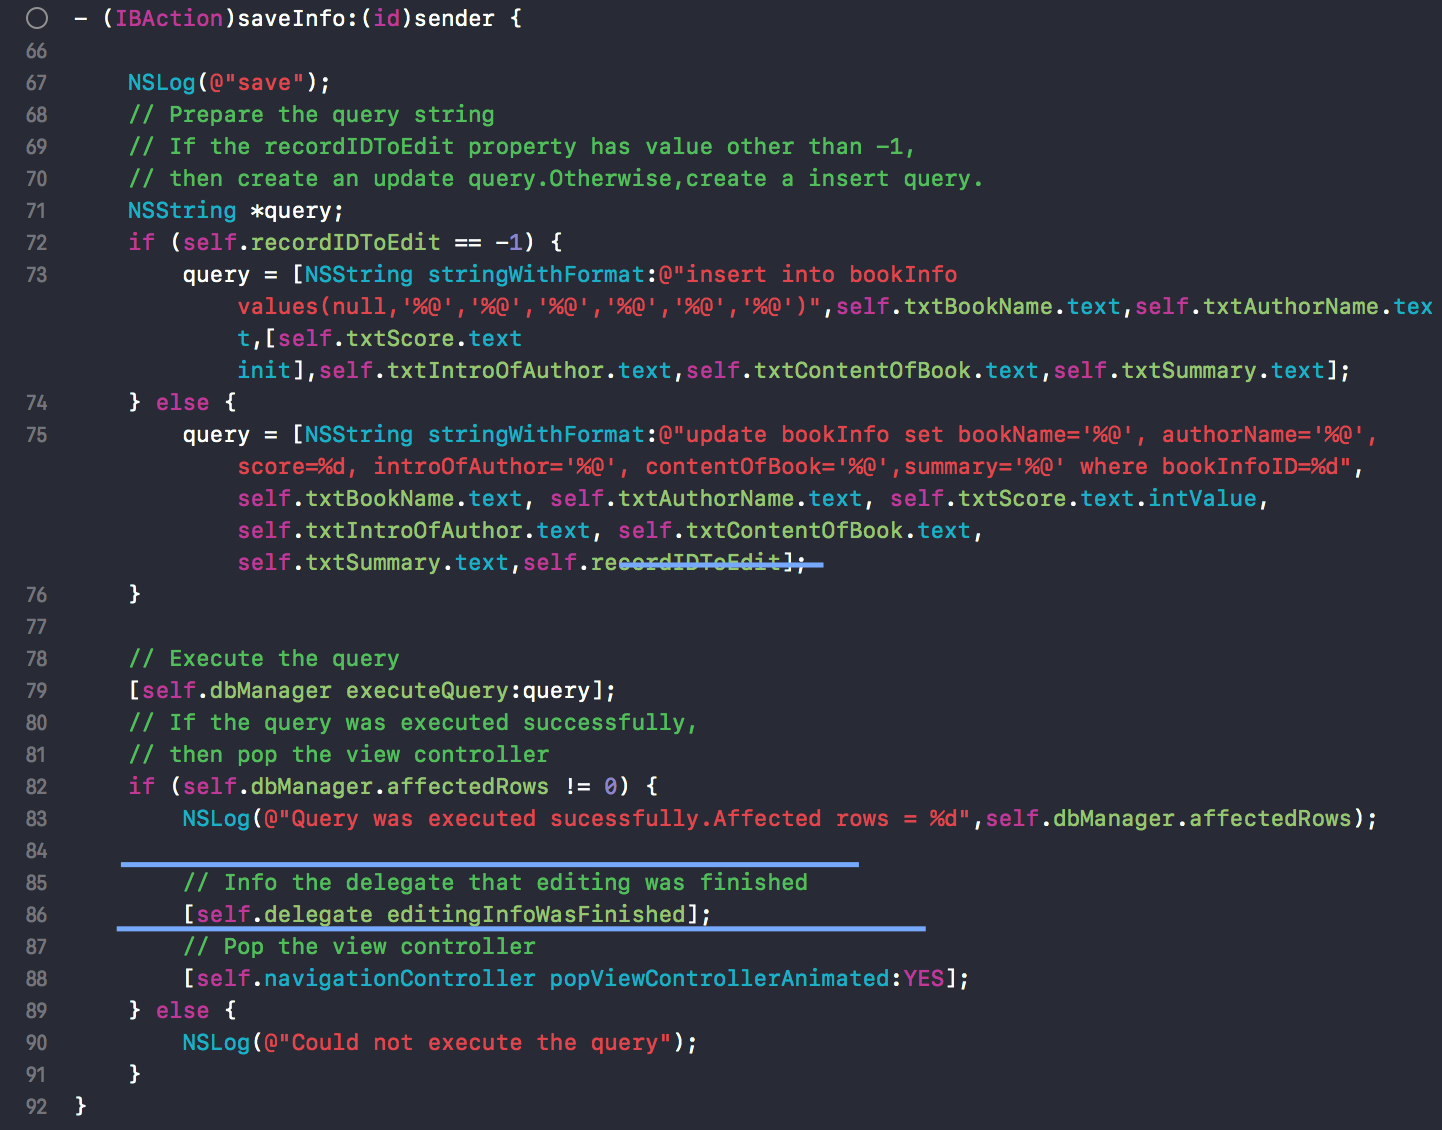 - (IBAction)saveInfo:(id)sender {
66
67 NSLog(@"save");
68 // Prepare the query string
69 // If the recordIDToEdit property has value other than -1,
70 // then create an update query.Otherwise,create a insert query.
71 NSString *query;
72 if (self.recordIDToEdit == -1) {
73 query = [NSString stringWithFormat:@"insert into bookInfo
values(null,'%@','%@','%@','%@','%@','%@')",self.txtBookName.text,self.txtAuthorName.tex
t,[self.txtScore.text
init],self.txtIntroOfAuthor.text,self.txtContentOfBook.text,self.txtSummary.text];
74 } else {
75 query = [NSString stringWithFormat:@"update bookInfo set bookName='%@', authorName='%@',
score=%d, introOfAuthor='%@', contentOfBook='%@',summary='%@' where bookInfoID=%d",
self.txtBookName.text, self.txtAuthorName.text, self.txtScore.text.intValue,
self.txtIntroOfAuthor.text, self.txtContentOfBook.text,
self.txtSummary.text,self.recordIDToEdit];
76 }
77
78 // Execute the query
79 [self.dbManager executeQuery:query];
80 // If the query was executed successfully,
81 // then pop the view controller
82 if (self.dbManager.affectedRows != 0) {
83 NSLog(@"Query was executed sucessfully.Affected rows = %d",self.dbManager.affectedRows);
84
85 // Info the delegate that editing was finished
86 [self.delegate editingInfoWasFinished];
87 // Pop the view controller
88 [self.navigationController popViewControllerAnimated:YES];
89 } else {
90 NSLog(@"Could not execute the query");
91 }
92 }